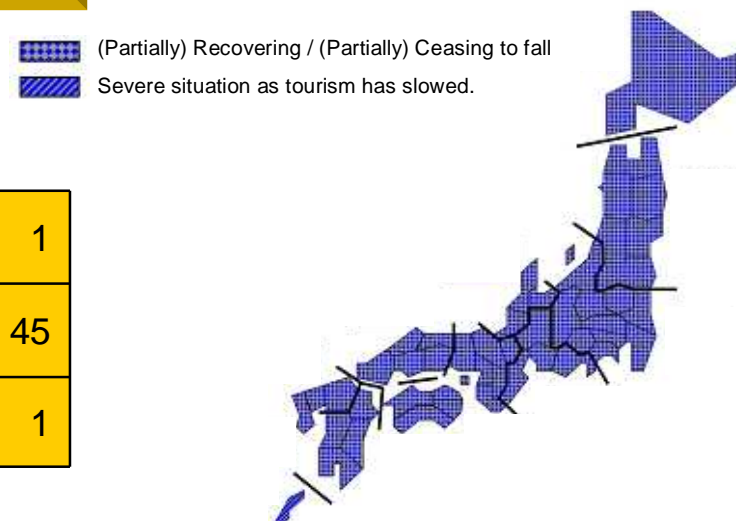 (Partially) Recovering / (Partially) Ceasing to fall
Severe situation as tourism has slowed.
1
45
1